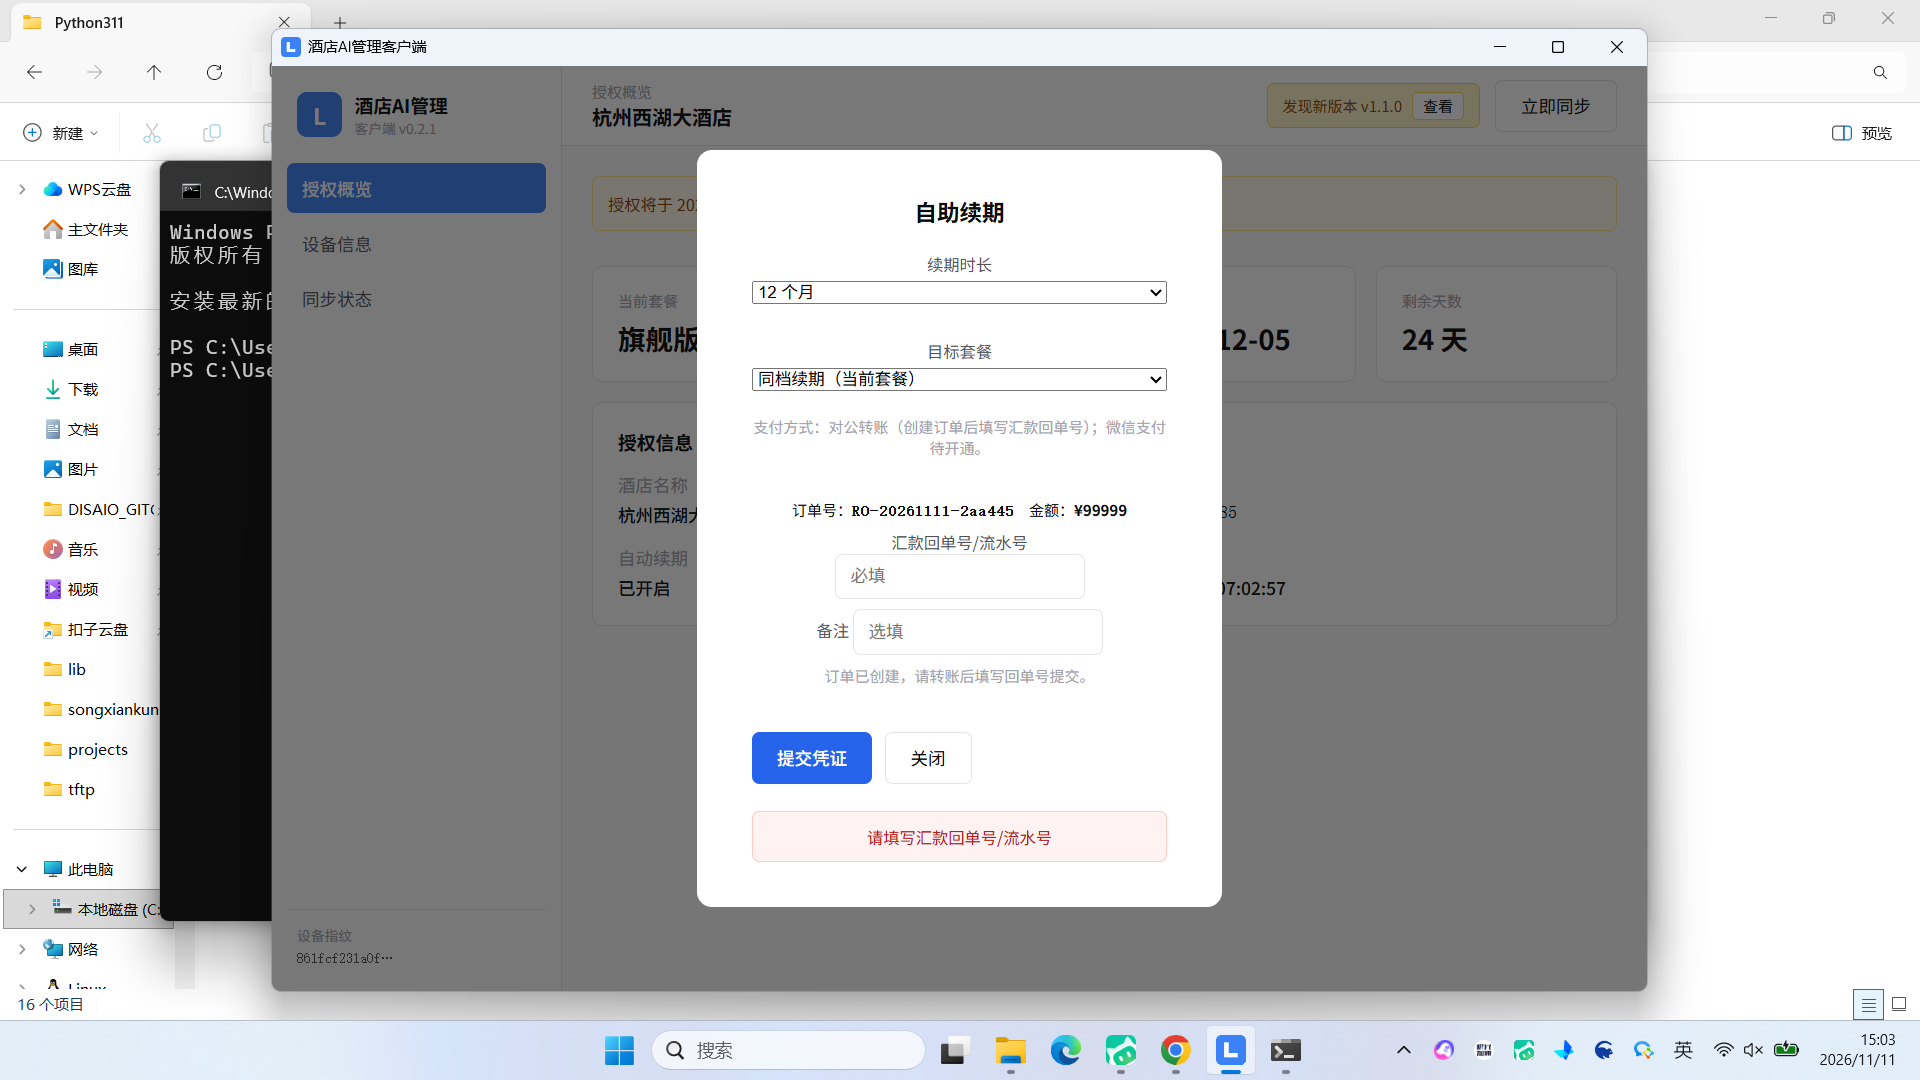 Python311
新建
预览
WPS云盘
主文件夹
图库
桌面
下载
文档
图片
DISAIO_GIT
音乐
视频
扣子云盘
lib
songxiankun
projects
tftp
此电脑
本地磁盘 (C:
网络
Linux
16 个项目
C:\Windo
Windows P
版权所有
安装最新的
PS C:\Use
PS C:\Use
L 酒店AI管理客户端
L
酒店AI管理
客户端 v0.2.1
授权概览
设备信息
同步状态
设备指纹
861fcf231a0f…
授权概览
杭州西湖大酒店
发现新版本 v1.1.0 查看
立即同步
授权将于 202
当前套餐
旗舰版
12-05
剩余天数
24 天
授权信息
酒店名称
杭州西湖大
85
自动续期
已开启
07:02:57
自助续期
续期时长
12 个月
目标套餐
同档续期（当前套餐）
支付方式：对公转账（创建订单后填写汇款回单号）；微信支付
待开通。
订单号：RO-20261111-2aa445 金额：¥99999
汇款回单号/流水号
必填
备注 选填
订单已创建，请转账后填写回单号提交。
提交凭证 关闭
请填写汇款回单号/流水号
搜索
L
英
15:03
2026/11/11